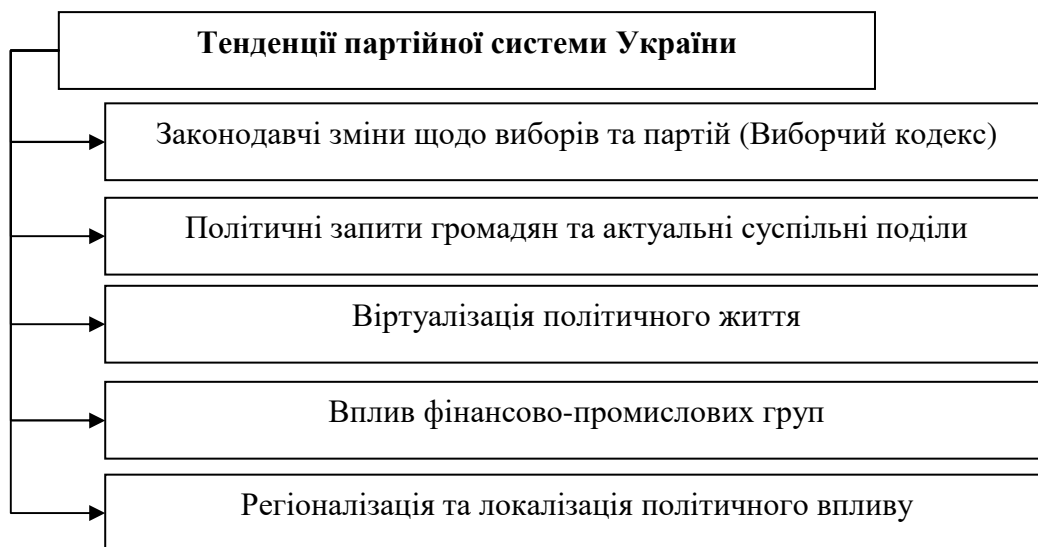 Тенденції партійної системи України
Законодавчі зміни щодо виборів та партій (Виборчий кодекс)
Політичні запити громадян та актуальні суспільні поділи
Віртуалізація політичного життя
Вплив фінансово-промислових груп
Регіоналізація та локалізація політичного впливу